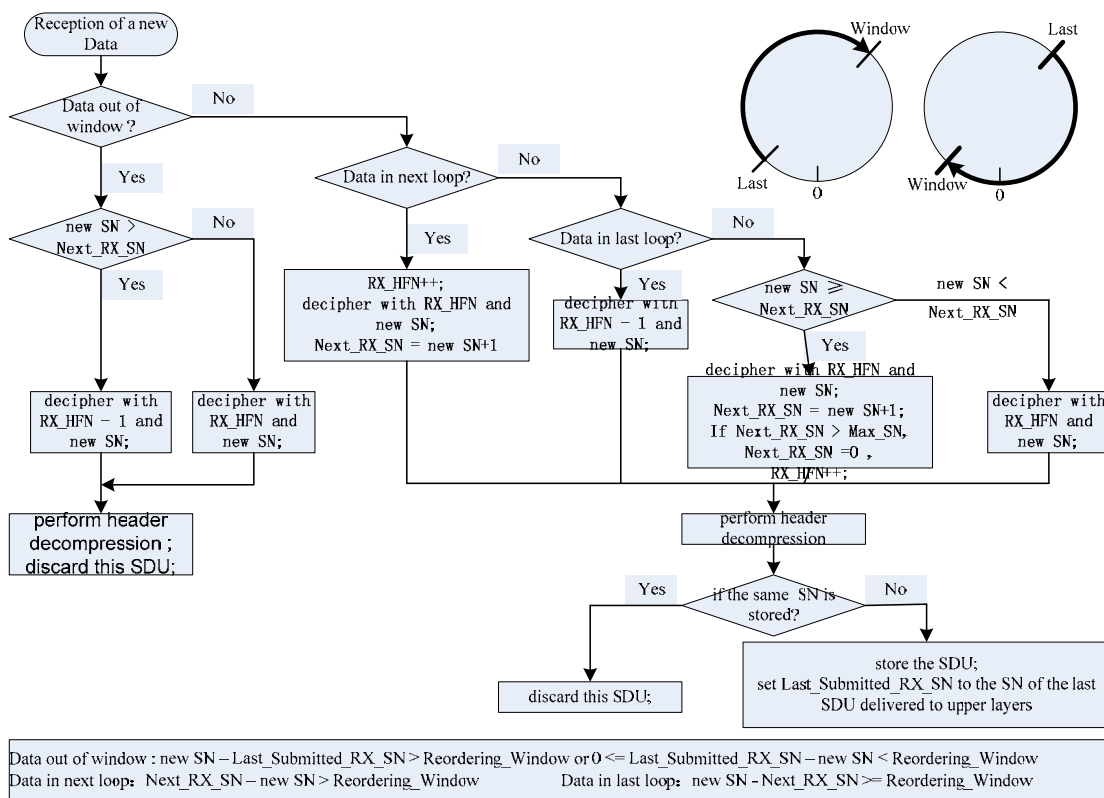 Reception of a new
Data
Data out of
window ?
No
Yes
new SN >
Next_RX_SN
No
Yes
decipher with
RX_HFN - 1 and
new SN;
decipher with
RX_HFN and
new SN;
perform header
decompression ;
discard this SDU;
Data in next loop?
No
Yes
RX_HFN++;
decipher with RX_HFN and
new SN;
Next_RX_SN = new SN+1
Data in last loop?
No
Yes
decipher with
RX_HFN - 1 and
new SN;
new SN ≥
Next_RX_SN
new SN <
Next_RX_SN
Yes
decipher with RX_HFN and
new SN;
Next_RX_SN = new SN+1;
If Next_RX_SN > Max_SN,
Next_RX_SN =0 ,
RX_HFN++;
decipher with
RX_HFN and
new SN;
perform header
decompression
if the same SN is
stored?
Yes
No
discard this SDU;
store the SDU;
set Last_Submitted_RX_SN to the SN of the last
SDU delivered to upper layers
Window
Last
0
Last
Window
0
Data out of window : new SN – Last_Submitted_RX_SN > Reordering_Window or 0 <= Last_Submitted_RX_SN – new SN < Reordering_Window
Data in next loop: Next_RX_SN – new SN > Reordering_Window Data in last loop: new SN - Next_RX_SN >= Reordering_Window